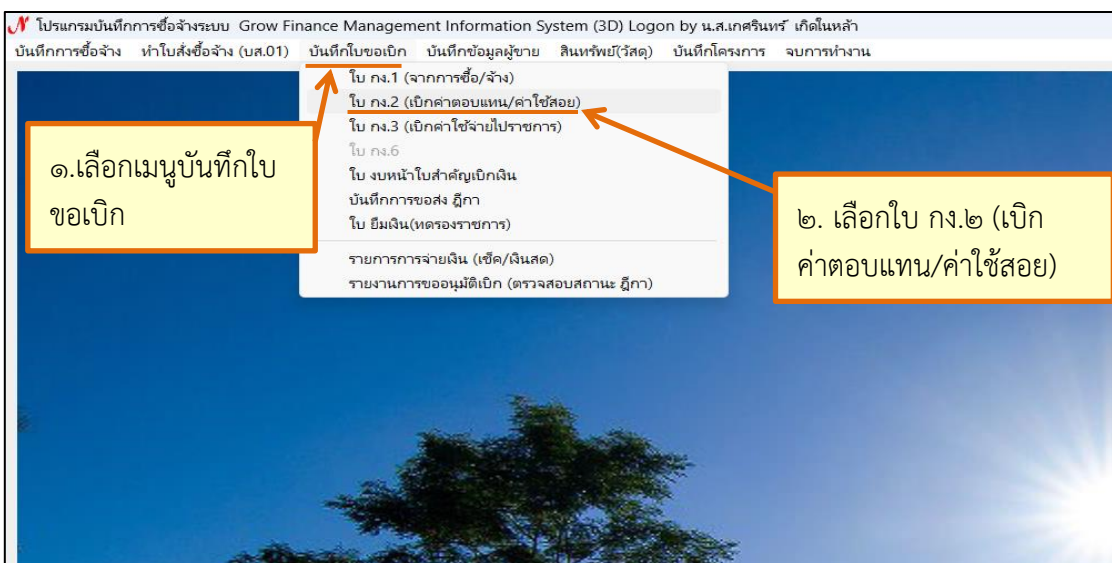 โปรแกรมบันทึกการซื้อจ้างระบบ Grow Finance Management Information System (3D) Logon by น.ส.เกศรินทร์ เกิดในหล้า
บันทึกการซื้อจ้าง ทำใบสั่งซื้อจ้าง (บส.01) บันทึกใบขอเบิก บันทึกข้อมูลผู้ขาย สินทรัพย์(วัสดุ) บันทึกโครงการ จบการทำงาน
ใบ กง.1 (จากการซื้อ/จ้าง)
ใบ กง.2 (เบิกค่าตอบแทน/ค่าใช้สอย)
ใบ กง.3 (เบิกค่าใช้จ่ายไปราชการ)
ใบ กง.6
ใบ งบหน้าใบสำคัญเบิกเงิน
บันทึกการขอส่ง ฎีกา
ใบ ยืมเงิน(ทดรองราชการ)
รายการการจ่ายเงิน (เช็ค/เงินสด)
รายงานการขออนุมัติเบิก (ตรวจสอบสถานะ ฎีกา)
๑.เลือกเมนูบันทึกใบ
ขอเบิก
๒. เลือกใบ กง.๒ (เบิก
ค่าตอบแทน/ค่าใช้สอย)